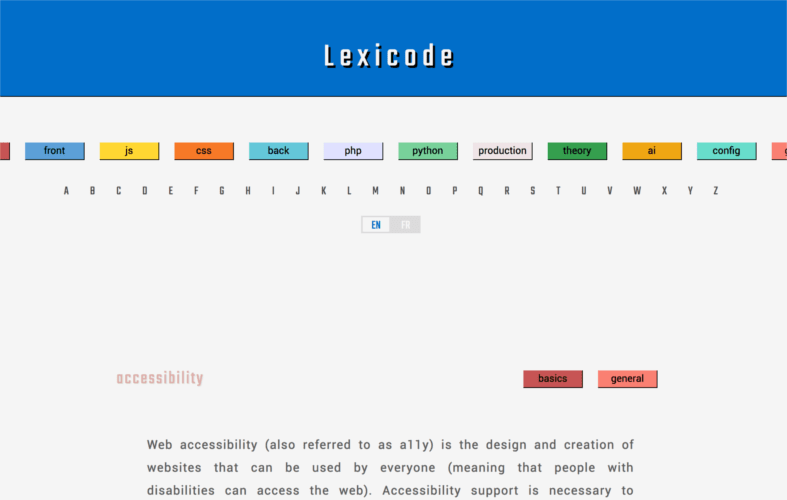 Lexicode
front js css back php python production theory ai config
A B C D E F G H I J K L M N O P Q R S T U V W X Y Z
EN FR
accessibility basics general
Web accessibility (also referred to as a11y) is the design and creation of
websites that can be used by everyone (meaning that people with
disabilities can access the web). Accessibility support is necessary to